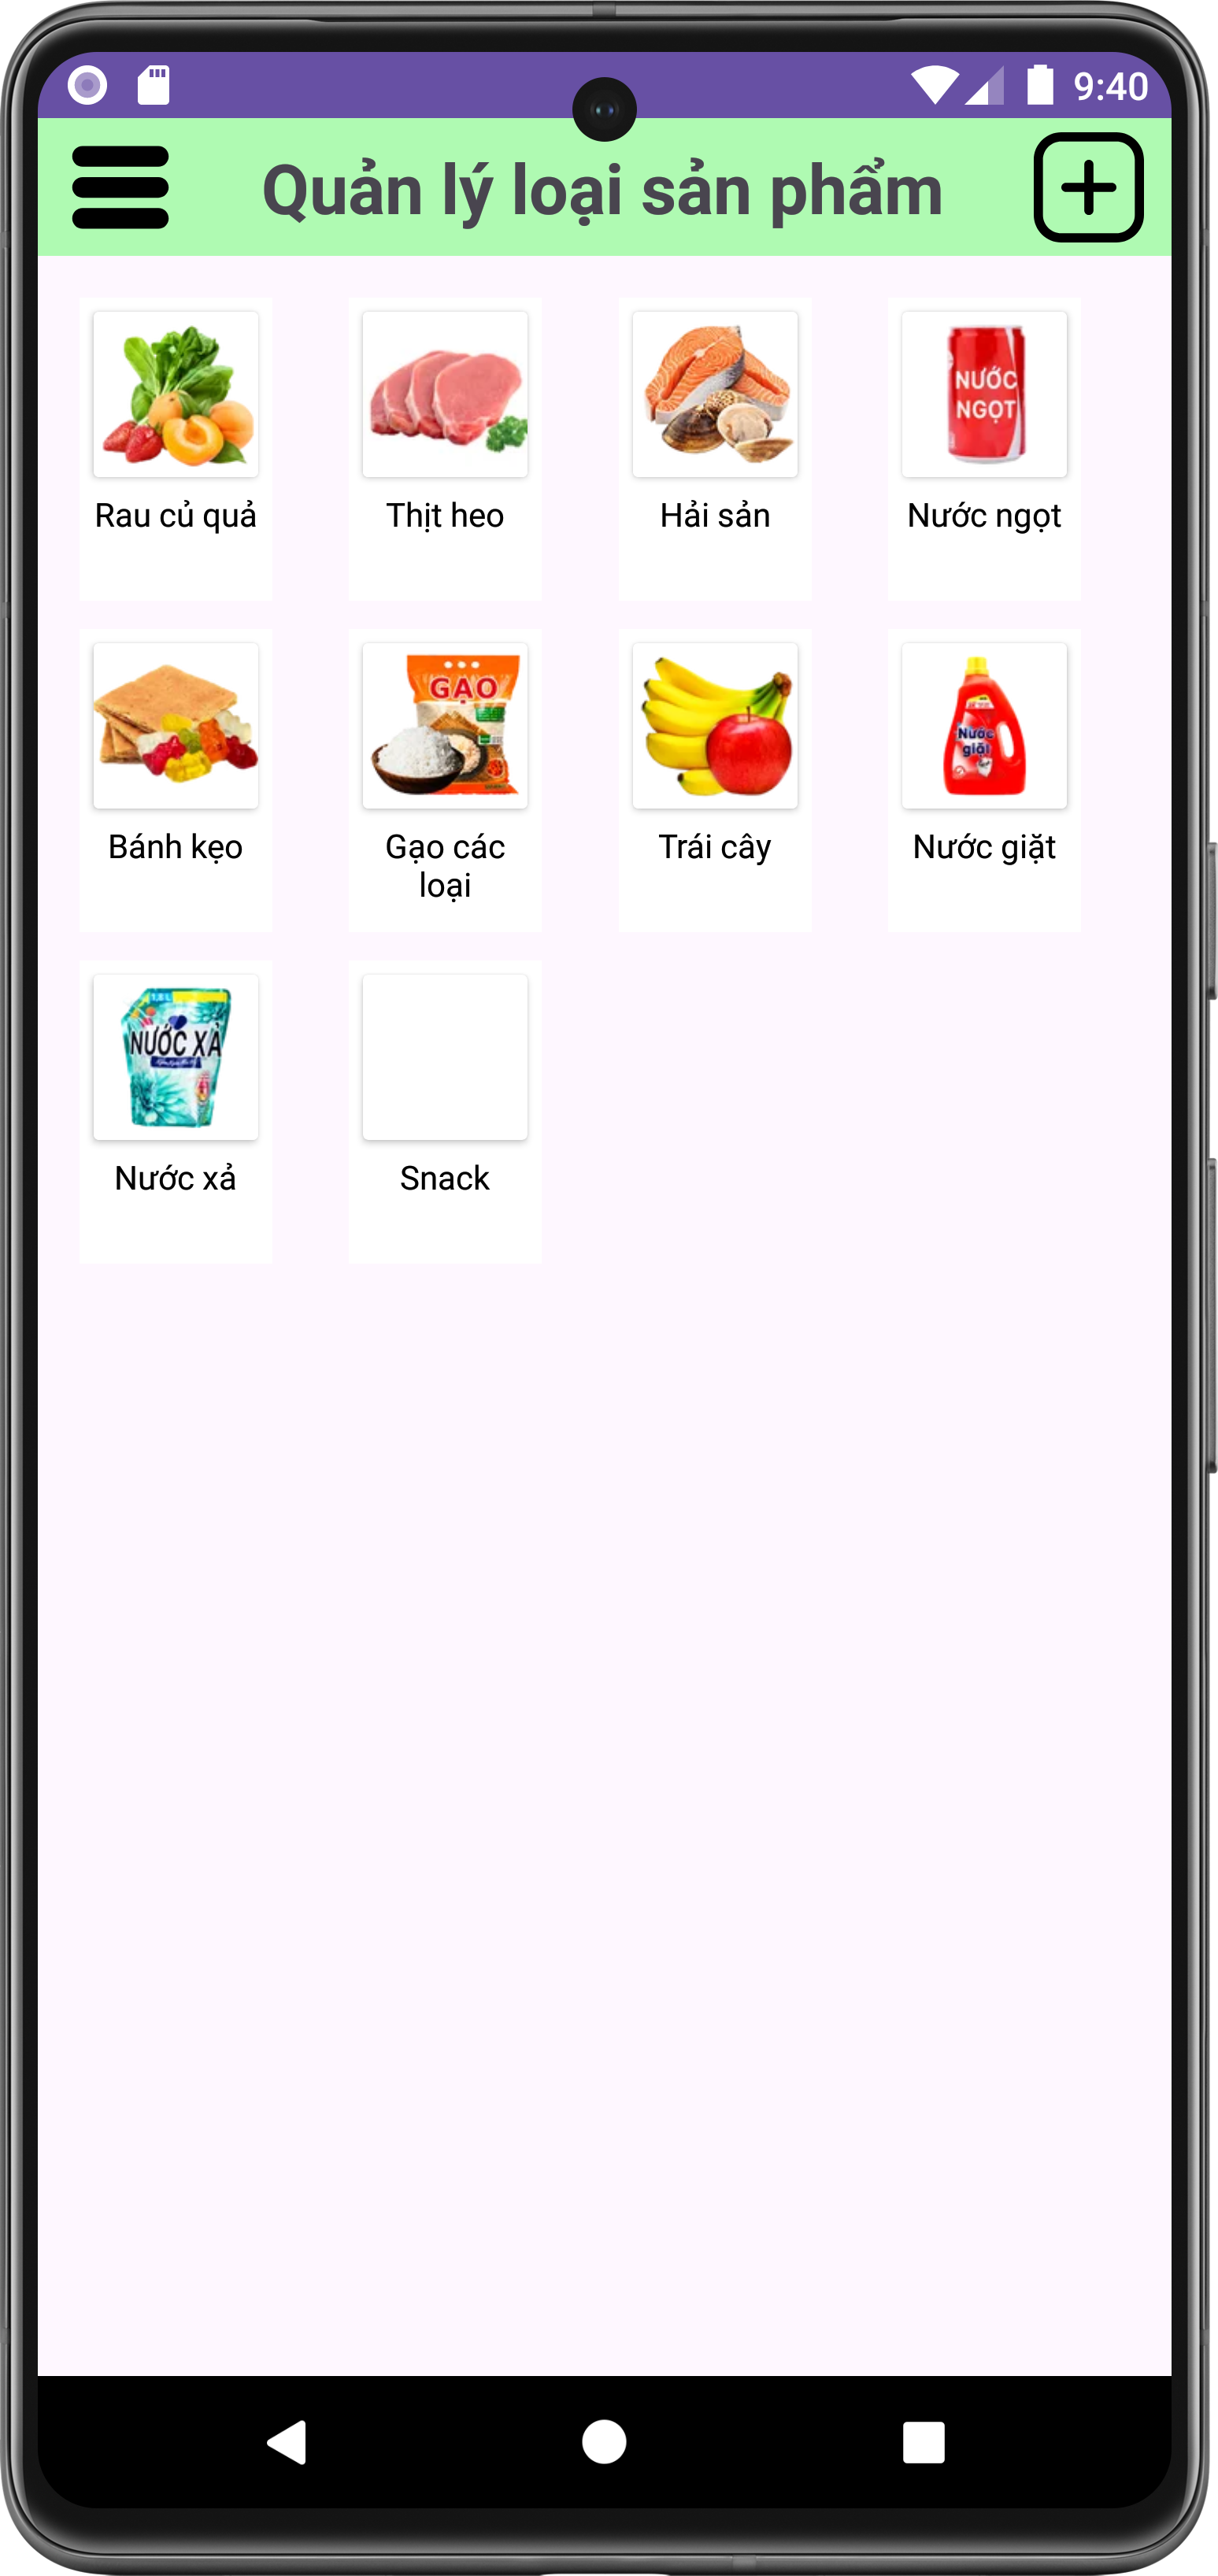 9:40
Quản lý loại sản phẩm
NƯỚC
NGỌT
Rau củ quả
Thịt heo
Hải sản
Nước ngọt
GẠO
Nước
giặt
Bánh kẹo
Gạo các
loại
Trái cây
Nước giặt
NƯỚC XẢ
Nước xả
Snack